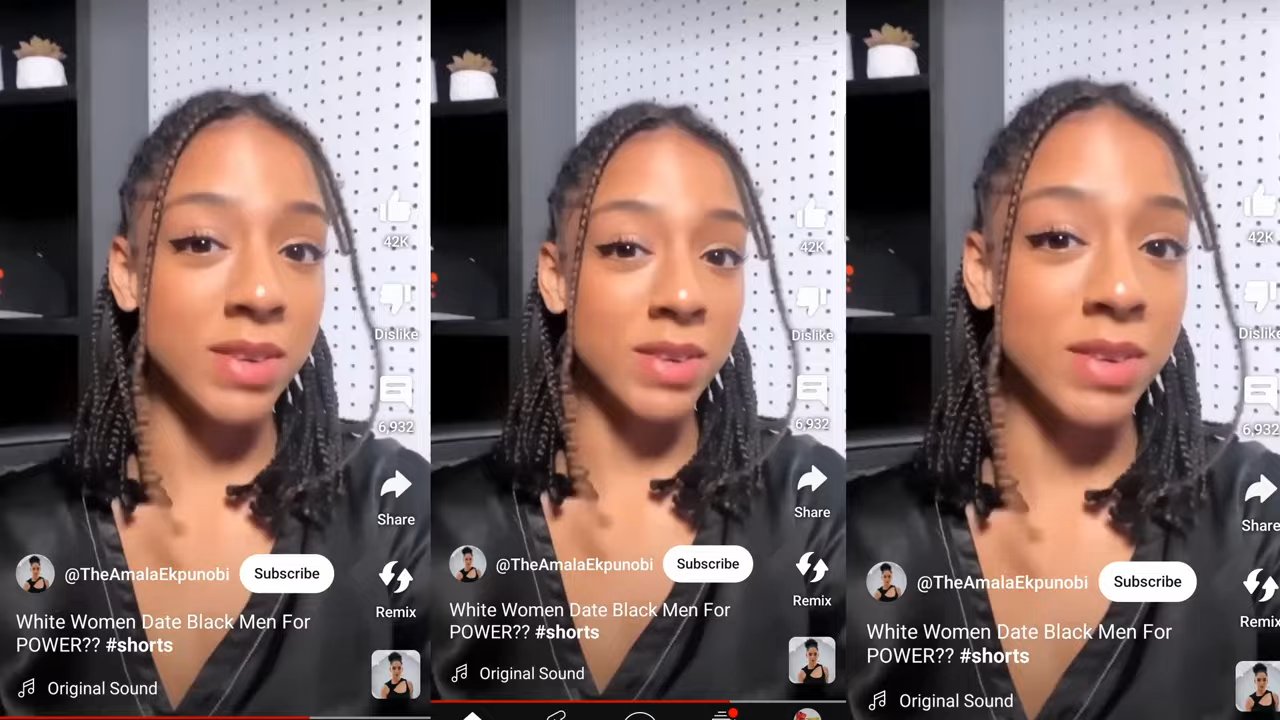 42K
Dislike
6,932
Share
@TheAmalaEkpunobi Subscribe
Remix
White Women Date Black Men For
POWER?? #shorts
Original Sound
42K
Dislike
6,932
Share
@TheAmalaEkpunobi Subscribe
Remix
White Women Date Black Men For
POWER?? #shorts
Original Sound
42K
Dislike
6,932
Share
@TheAmalaEkpunobi Subscribe
Remix
White Women Date Black Men For
POWER?? #shorts
Original Sound